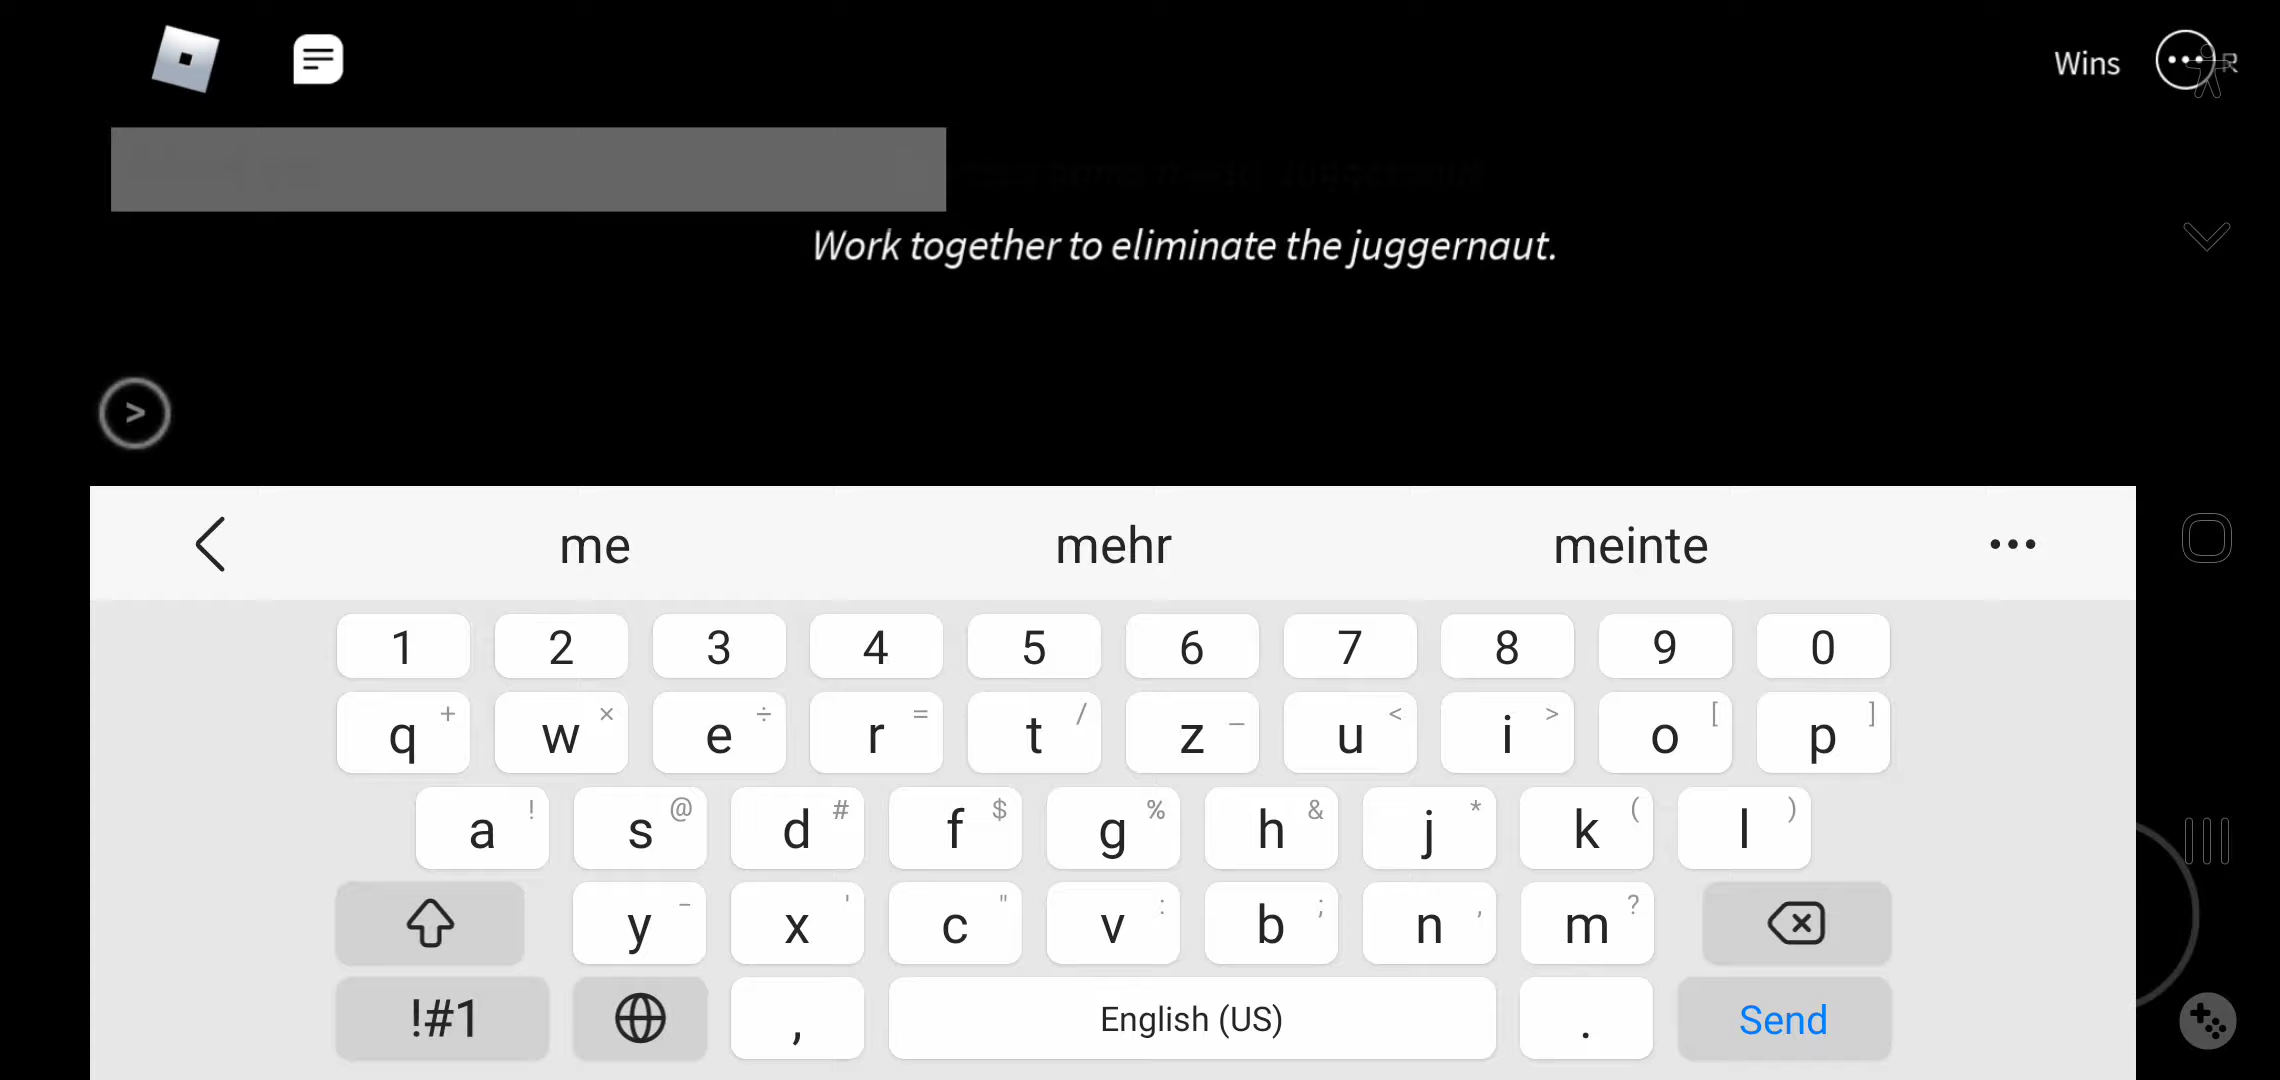 Wins
R
Work together to eliminate the juggernaut.
>
me mehr meinte
1 2 3 4 5 6 7 8 9 0
q + w × e ÷ r = t / z _ u < i > o [ p ]
a ! s @ d # f $ g % h & j * k ( l )
y - x ' c " v : b ; n , m ?
!#1 , English (US) . Send